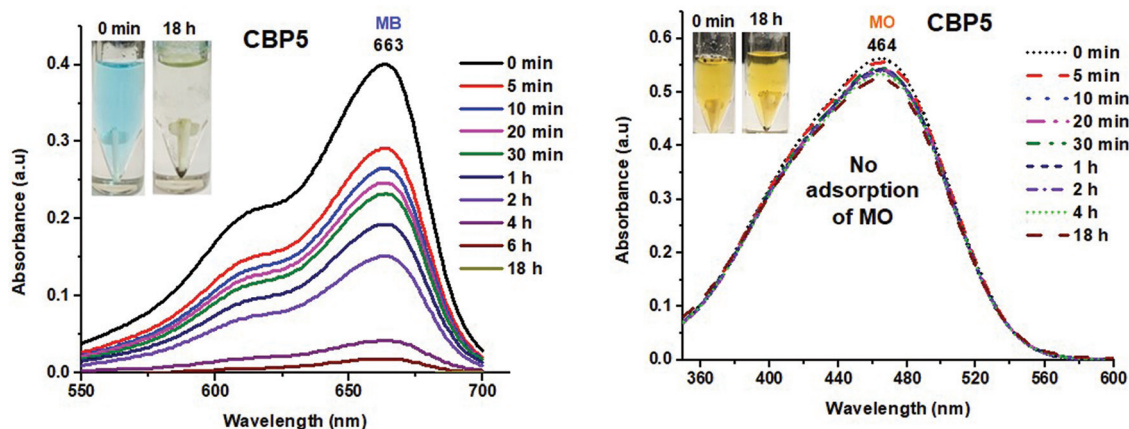 0 min 18 h
CBP5
MB
663
0 min
5 min
10 min
20 min
30 min
1 h
2 h
4 h
6 h
18 h
0.4
0.3
0.2
0.1
0.0
Absorbance (a.u)
550 600 650 700
Wavelength (nm)
0 min 18 h
MO
464
CBP5
0 min
5 min
10 min
20 min
30 min
1 h
2 h
4 h
18 h
No
adsorption
of MO
0.6
0.5
0.4
0.3
0.2
0.1
0.0
Absorbance (a.u)
360 400 440 480 520 560 600
Wavelength (nm)